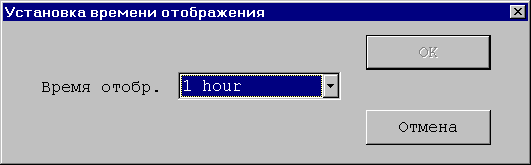 Установка времени отображения
OK
Время отобр. 1 hour
Отмена